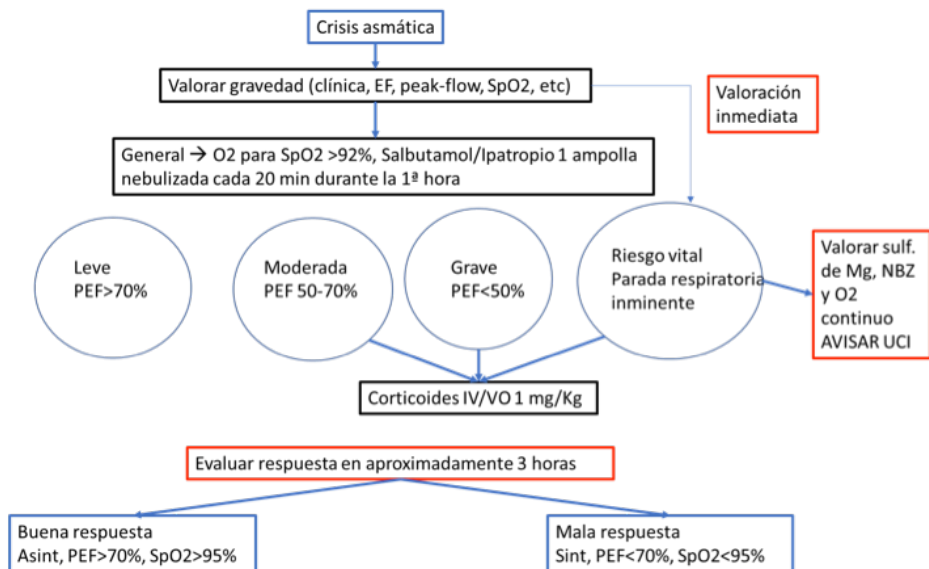 Crisis asmática
Valorar gravedad (clínica, EF, peak-flow, SpO2, etc)
Valoración
inmediata
General → O2 para SpO2 >92%, Salbutamol/Ipatropio 1 ampolla
nebulizada cada 20 min durante la 1ª hora
Leve
PEF>70%
Moderada
PEF 50-70%
Grave
PEF<50%
Riesgo vital
Parada respiratoria
inminente
Valorar sulf.
de Mg, NBZ
y O2
continuo
AVISAR UCI
Corticoides IV/VO 1 mg/Kg
Evaluar respuesta en aproximadamente 3 horas
Buena respuesta
Asint, PEF>70%, SpO2>95%
Mala respuesta
Sint, PEF<70%, SpO2<95%